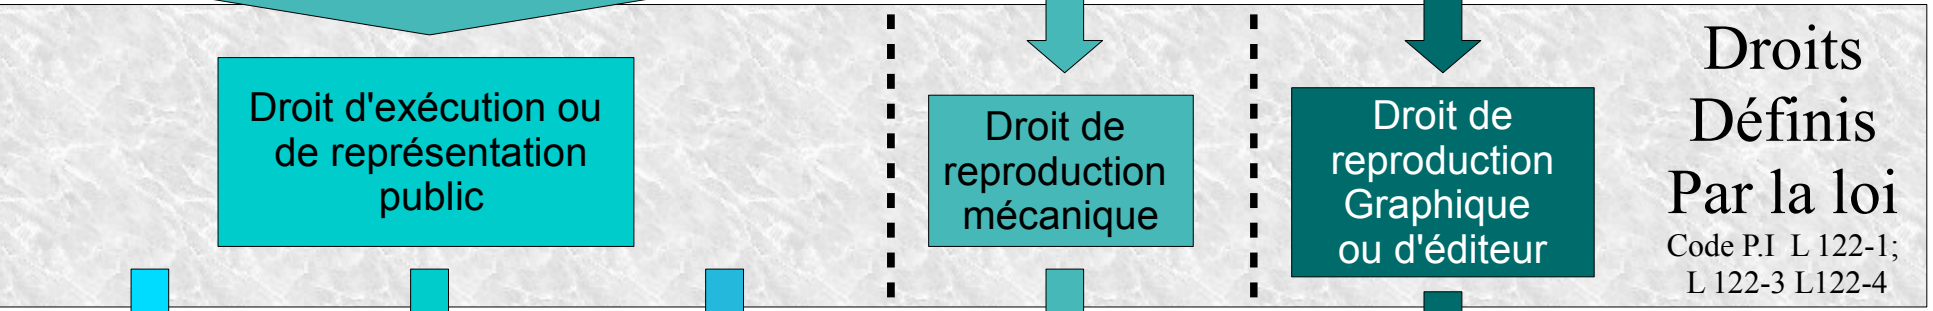 Droit d'exécution ou
de représentation
public
Droit de
reproduction
mécanique
Droit de
reproduction
Graphique
ou d'éditeur
Droits
Définis
Par la loi
Code P.I L 122-1;
L 122-3 L122-4